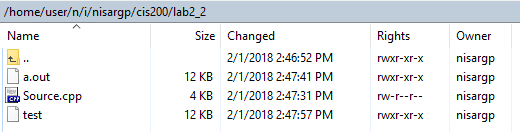 /home/user/n/i/nisargp/cis200/lab2_2
Name Size Changed Rights Owner
.. 2/1/2018 2:46:52 PM rwxr-xr-x nisargp
a.out 12 KB 2/1/2018 2:47:41 PM rwxr-xr-x nisargp
Source.cpp 4 KB 2/1/2018 2:47:31 PM rw-r--r-- nisargp
test 12 KB 2/1/2018 2:47:57 PM rwxr-xr-x nisargp